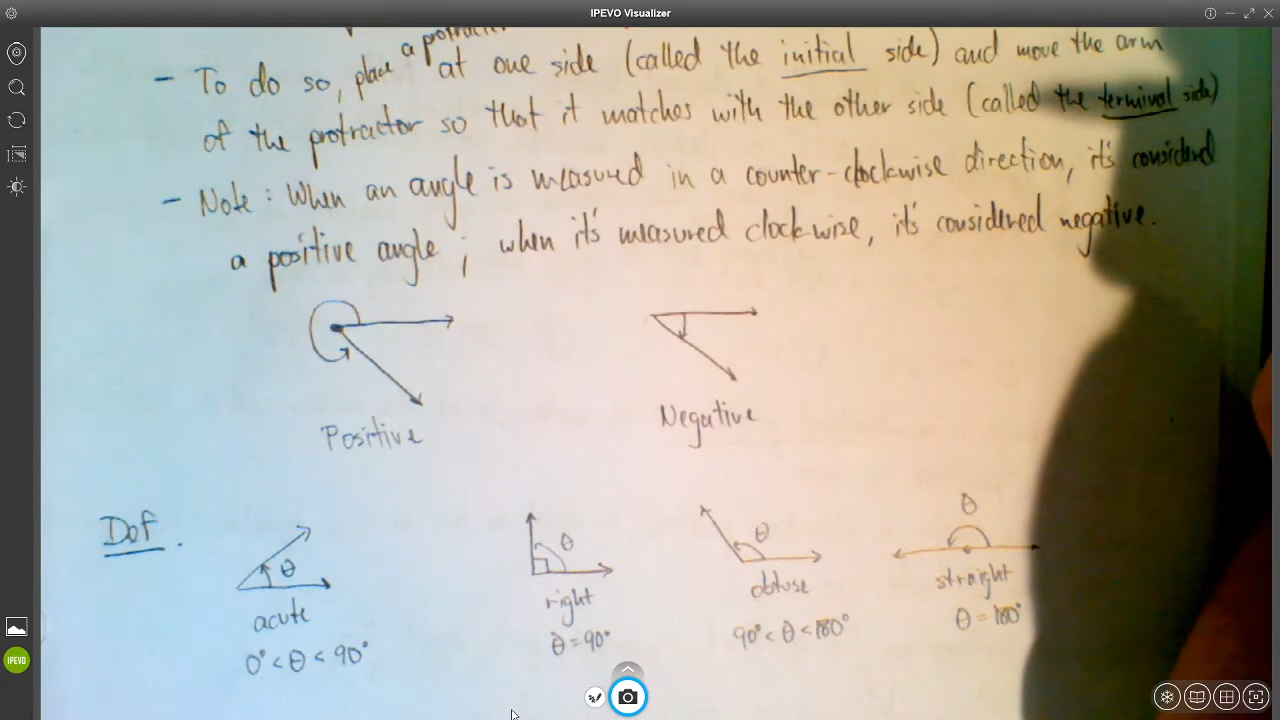 IPEVO Visualizer
a protractor
- To do so, place at one side (called the initial side) and move the arm
of the protractor so that it matches with the other side (called the terminal side)
- Note: When an angle is measured in a counter-clockwise direction, it's considered
a positive angle; when it's measured clockwise, it's considered negative.
Positive
Negative
Def.
θ
θ
θ
θ
acute
right
obtuse
straight
0° < θ < 90°
θ = 90°
90° < θ < 180°
θ = 180°
IPEVO